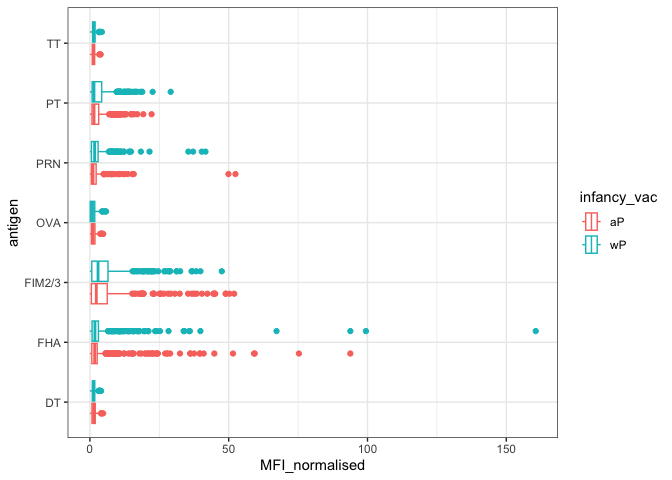 TT
PT
PRN
OVA
FIM2/3
FHA
DT
antigen
0
50
100
150
MFI_normalised
infancy_vac
aP
wP